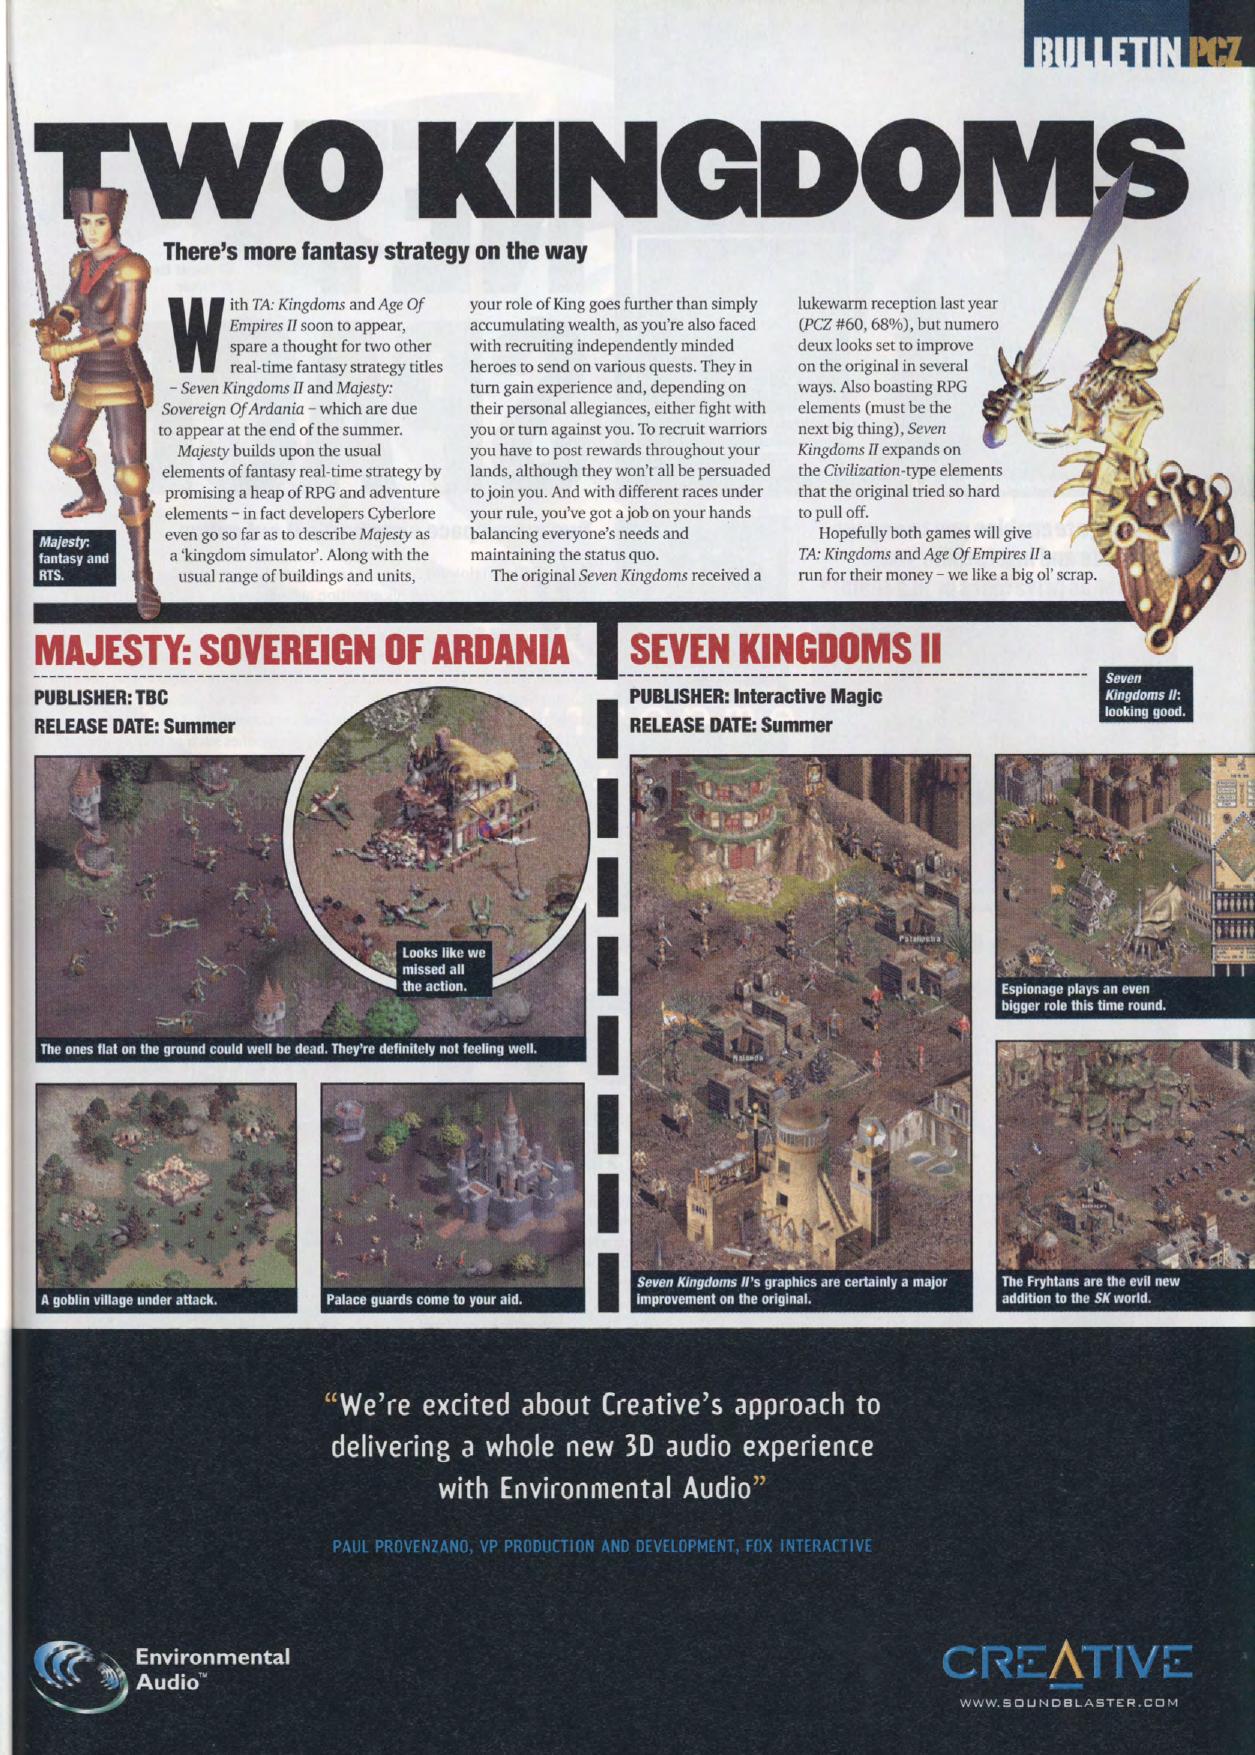 BULLETIN PCZ
TWO KINGDOMS
There's more fantasy strategy on the way
With TA: Kingdoms and Age Of
Empires II soon to appear,
spare a thought for two other
real-time fantasy strategy titles
– Seven Kingdoms II and Majesty:
Sovereign Of Ardania – which are due
to appear at the end of the summer.
Majesty builds upon the usual
elements of fantasy real-time strategy by
promising a heap of RPG and adventure
elements – in fact developers Cyberlore
even go so far as to describe Majesty as
a 'kingdom simulator'. Along with the
usual range of buildings and units,
your role of King goes further than simply
accumulating wealth, as you're also faced
with recruiting independently minded
heroes to send on various quests. They in
turn gain experience and, depending on
their personal allegiances, either fight with
you or turn against you. To recruit warriors
you have to post rewards throughout your
lands, although they won't all be persuaded
to join you. And with different races under
your rule, you've got a job on your hands
balancing everyone's needs and
maintaining the status quo.
The original Seven Kingdoms received a
lukewarm reception last year
(PCZ #60, 68%), but numero
deux looks set to improve
on the original in several
ways. Also boasting RPG
elements (must be the
next big thing), Seven
Kingdoms II expands on
the Civilization-type elements
that the original tried so hard
to pull off.
Hopefully both games will give
TA: Kingdoms and Age Of Empires II a
run for their money – we like a big ol' scrap.
Majesty:
fantasy and
RTS.
MAJESTY: SOVEREIGN OF ARDANIA
PUBLISHER: TBC
RELEASE DATE: Summer
Looks like we
missed all
the action.
The ones flat on the ground could well be dead. They're definitely not feeling well.
A goblin village under attack.
Palace guards come to your aid.
SEVEN KINGDOMS II
PUBLISHER: Interactive Magic
RELEASE DATE: Summer
Seven
Kingdoms II:
looking good.
Seven Kingdoms II's graphics are certainly a major
improvement on the original.
Espionage plays an even
bigger role this time round.
The Fryhtans are the evil new
addition to the SK world.
"We're excited about Creative's approach to
delivering a whole new 3D audio experience
with Environmental Audio"
PAUL PROVENZANO, VP PRODUCTION AND DEVELOPMENT, FOX INTERACTIVE
Environmental
Audio™
CREATIVE
WWW.SOUNDBLASTER.COM